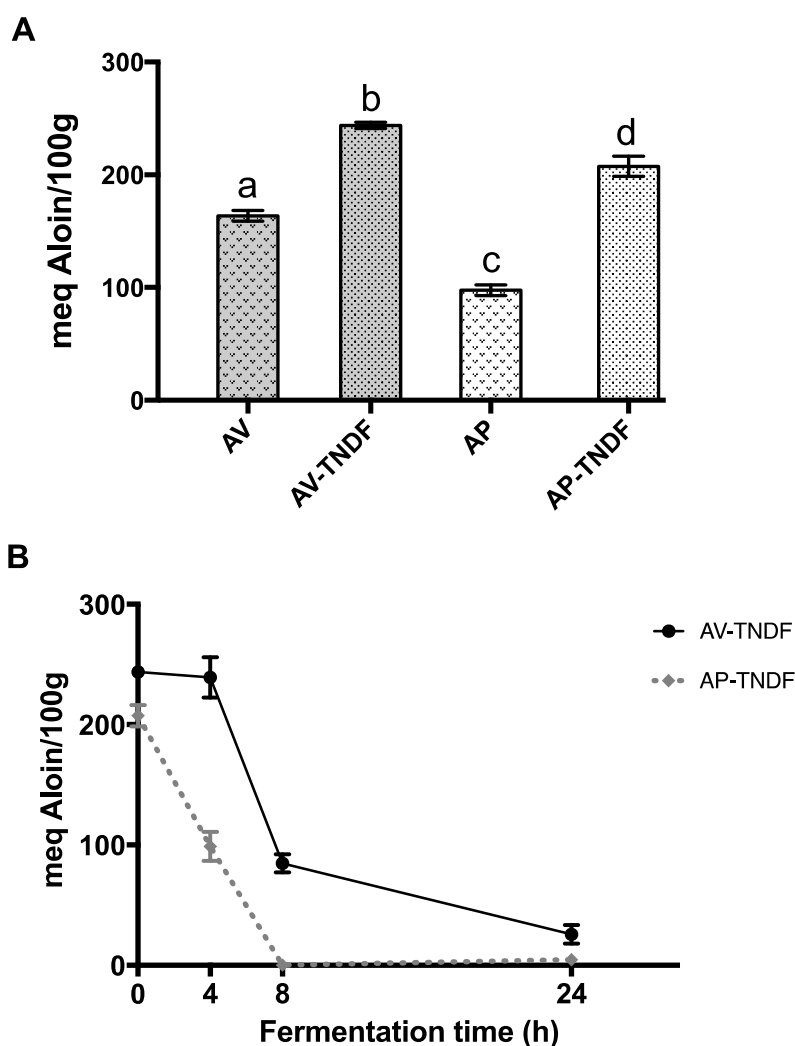 A
300
200
100
0
meq Aloin/100g
a
b
c
d
AV
AV-TNDF
AP
AP-TNDF
B
300
200
100
0
meq Aloin/100g
0 4 8 24
Fermentation time (h)
AV-TNDF
AP-TNDF